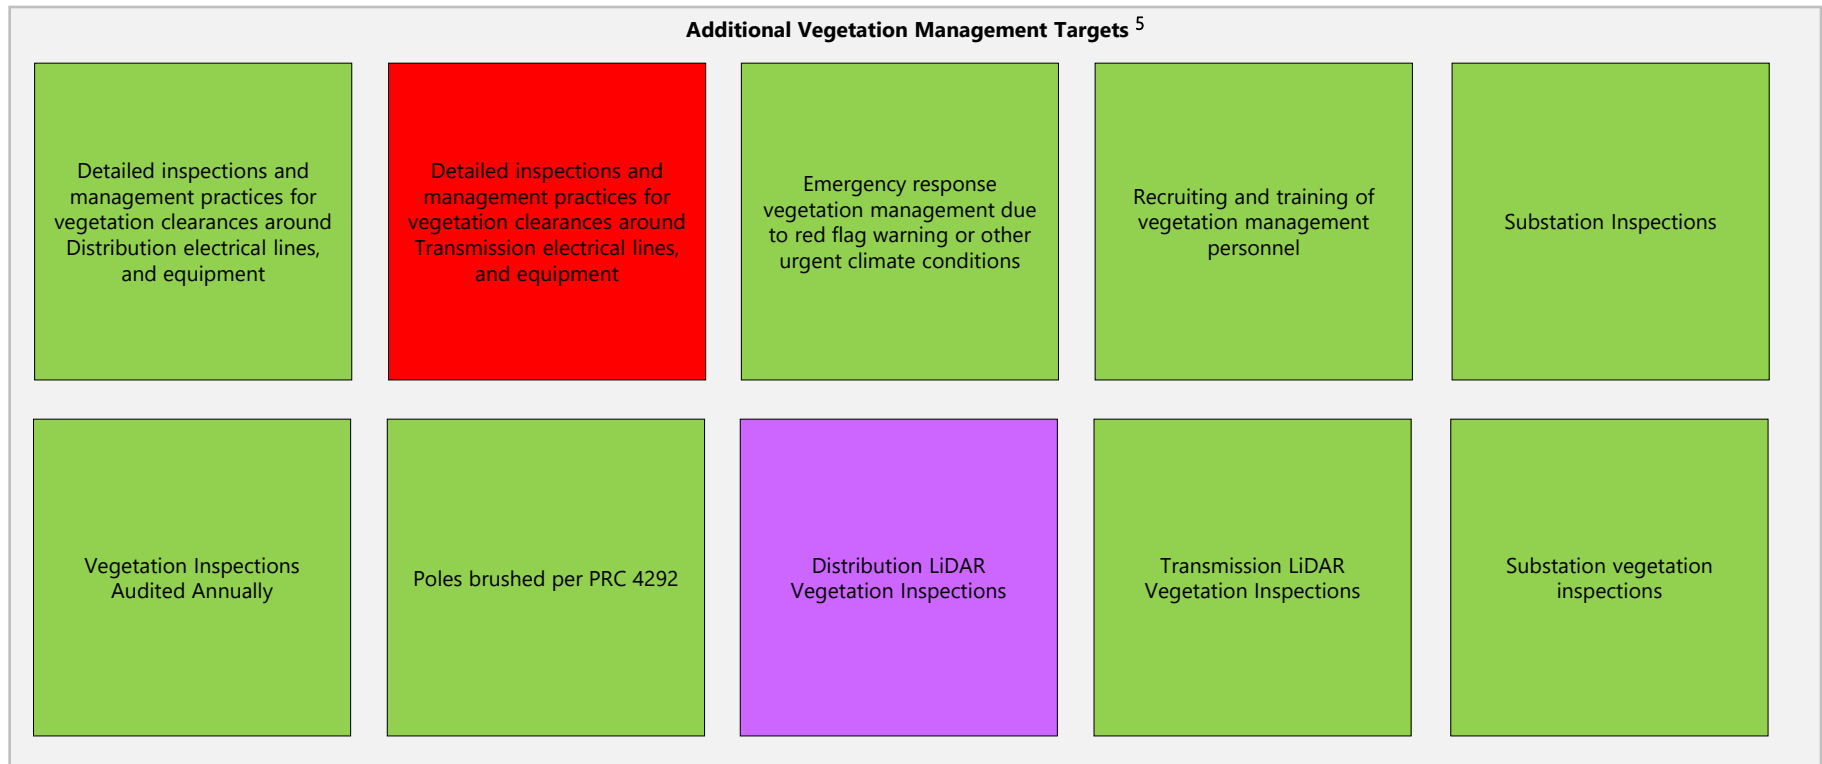 Additional Vegetation Management Targets 5
Detailed inspections and
management practices for
vegetation clearances around
Distribution electrical lines,
and equipment
Detailed inspections and
management practices for
vegetation clearances around
Transmission electrical lines,
and equipment
Emergency response
vegetation management due
to red flag warning or other
urgent climate conditions
Recruiting and training of
vegetation management
personnel
Substation Inspections
Vegetation Inspections
Audited Annually
Poles brushed per PRC 4292
Distribution LiDAR
Vegetation Inspections
Transmission LiDAR
Vegetation Inspections
Substation vegetation
inspections